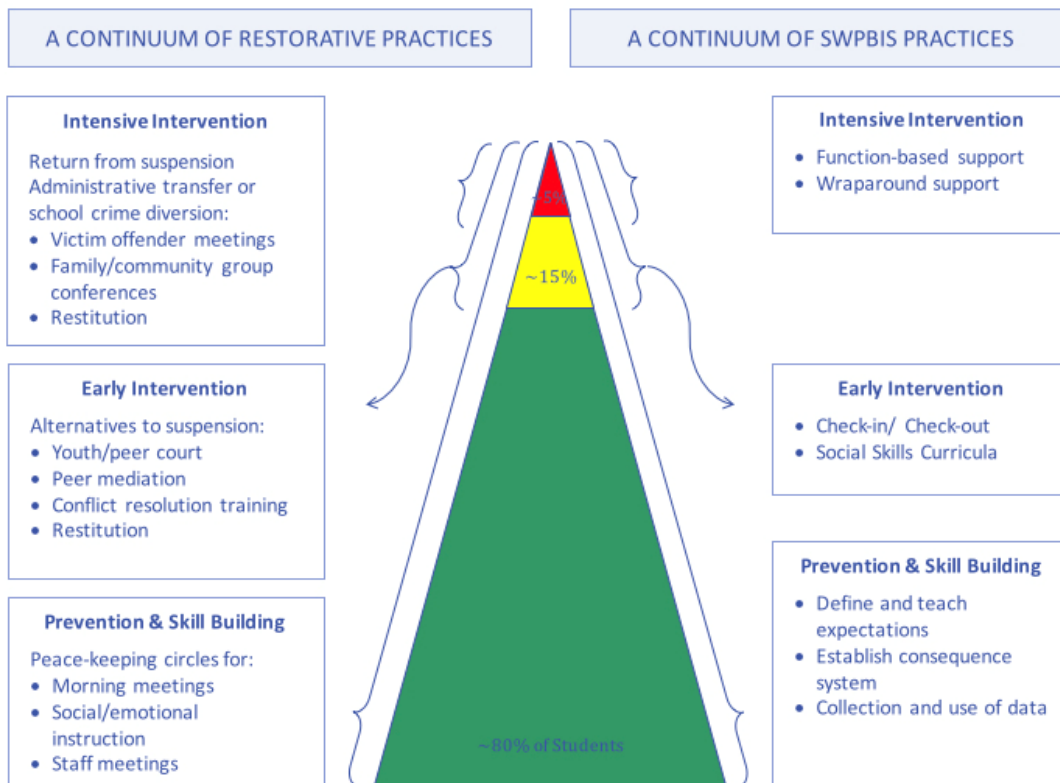 A CONTINUUM OF RESTORATIVE PRACTICES
A CONTINUUM OF SWPBIS PRACTICES
Intensive Intervention
Return from suspension
Administrative transfer or
school crime diversion:
• Victim offender meetings
• Family/community group
conferences
• Restitution
Early Intervention
Alternatives to suspension:
• Youth/peer court
• Peer mediation
• Conflict resolution training
• Restitution
Prevention & Skill Building
Peace-keeping circles for:
• Morning meetings
• Social/emotional
instruction
• Staff meetings
~5%
~15%
~80% of Students
Intensive Intervention
• Function-based support
• Wraparound support
Early Intervention
• Check-in/ Check-out
• Social Skills Curricula
Prevention & Skill Building
• Define and teach
expectations
• Establish consequence
system
• Collection and use of data